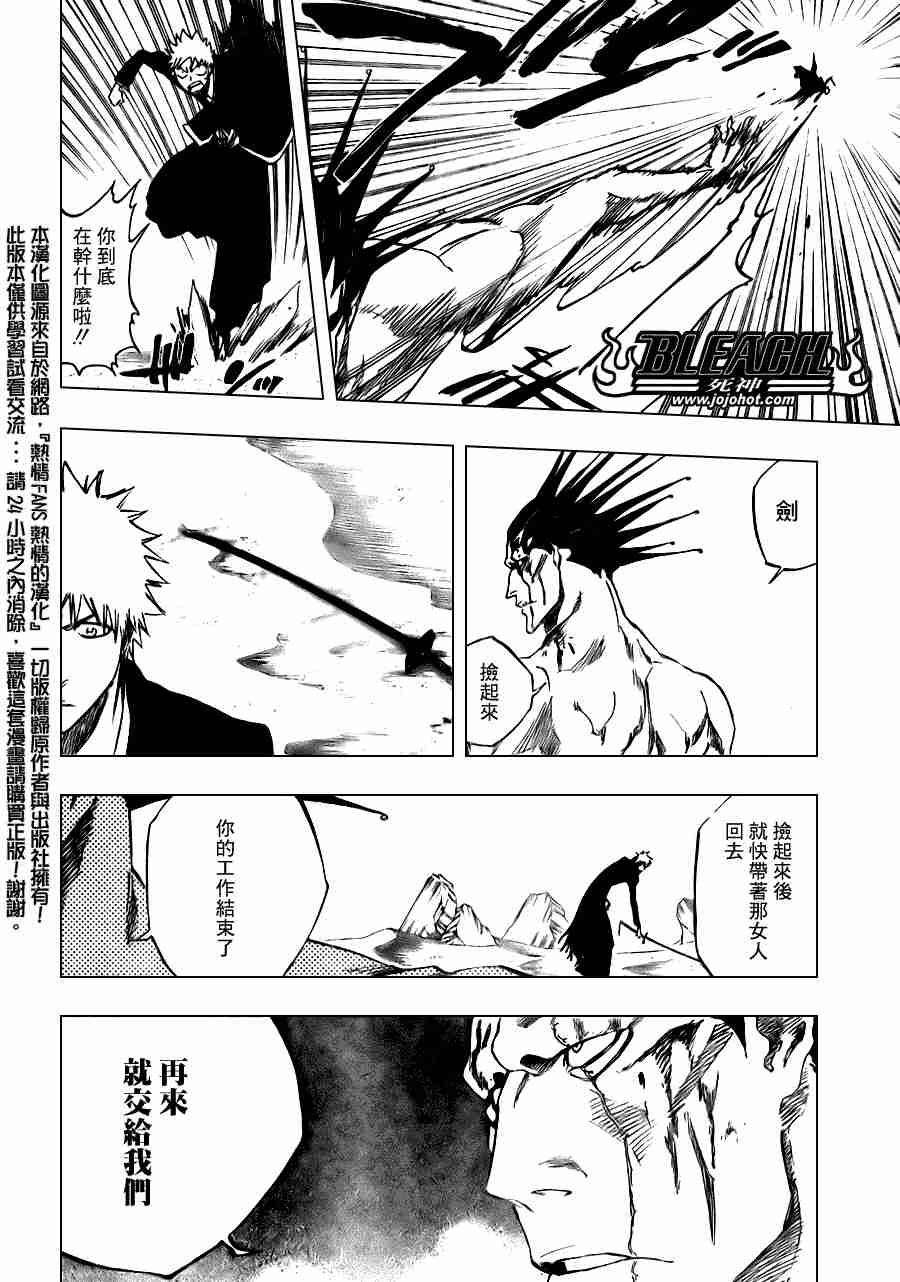 你到底
在幹什麼啦!!
BLEACH
死神
www.jojohot.com
劍
撿起來
撿起來後
就快帶著那女人
回去
你的工作結束
了
再來
就交給我們
本漢化圖源來自於網路，『熱情FANS 熱情的漢化』一切版權歸原作者與出版社擁有！
此版本僅供學習試看交流… 請 24 小時之內消除，喜歡這套漫畫請購買正版！謝謝。